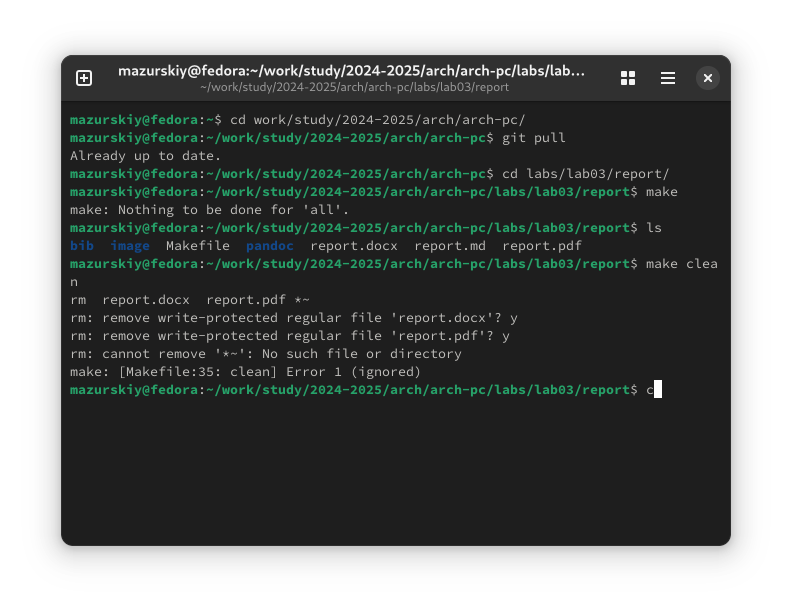 mazurskiy@fedora:~/work/study/2024-2025/arch/arch-pc/labs/lab…
~/work/study/2024-2025/arch/arch-pc/labs/lab03/report
mazurskiy@fedora:~$ cd work/study/2024-2025/arch/arch-pc/
mazurskiy@fedora:~/work/study/2024-2025/arch/arch-pc$ git pull
Already up to date.
mazurskiy@fedora:~/work/study/2024-2025/arch/arch-pc$ cd labs/lab03/report/
mazurskiy@fedora:~/work/study/2024-2025/arch/arch-pc/labs/lab03/report$ make
make: Nothing to be done for 'all'.
mazurskiy@fedora:~/work/study/2024-2025/arch/arch-pc/labs/lab03/report$ ls
bib  image  Makefile  pandoc  report.docx  report.md  report.pdf
mazurskiy@fedora:~/work/study/2024-2025/arch/arch-pc/labs/lab03/report$ make clea
n
rm  report.docx  report.pdf *~
rm: remove write-protected regular file 'report.docx'? y
rm: remove write-protected regular file 'report.pdf'? y
rm: cannot remove '*~': No such file or directory
make: [Makefile:35: clean] Error 1 (ignored)
mazurskiy@fedora:~/work/study/2024-2025/arch/arch-pc/labs/lab03/report$ c